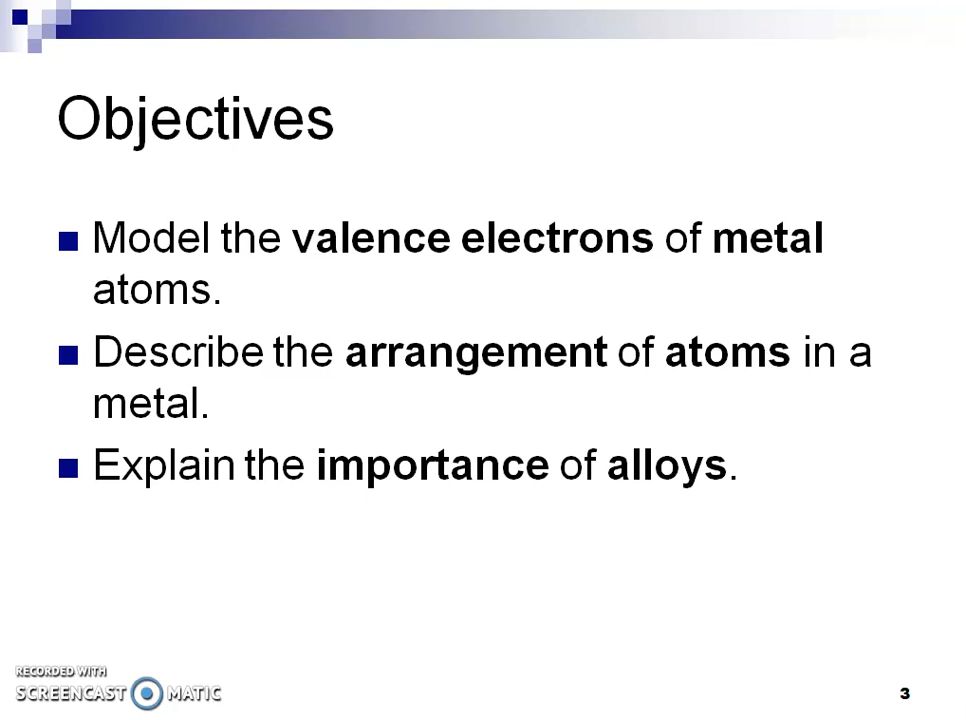 Objectives
Model the valence electrons of metal
atoms.
Describe the arrangement of atoms in a
metal.
Explain the importance of alloys.
RECORDED WITH
SCREENCAST MATIC
3